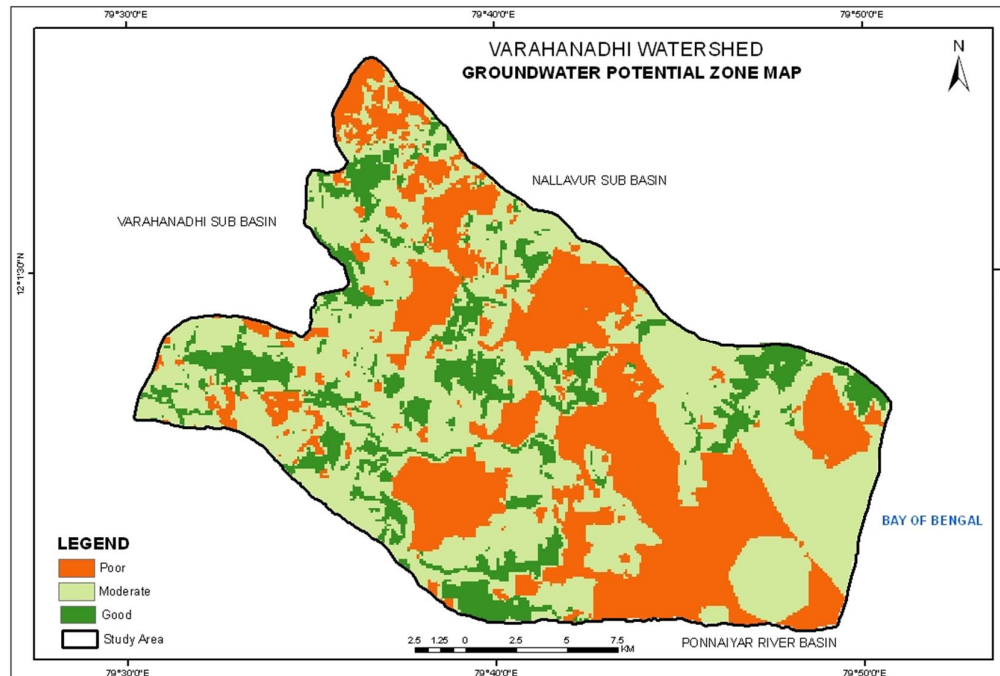 79°30'0"E 79°40'0"E 79°50'0"E
VARAHANADHI WATERSHED
GROUNDWATER POTENTIAL ZONE MAP
N
NALLAVUR SUB BASIN
VARAHANADHI SUB BASIN
12°1'30"N
BAY OF BENGAL
LEGEND
Poor
Moderate
Good
Study Area
2.5 1.25 0 2.5 5 7.5
KM
PONNAIYAR RIVER BASIN
79°30'0"E 79°40'0"E 79°50'0"E